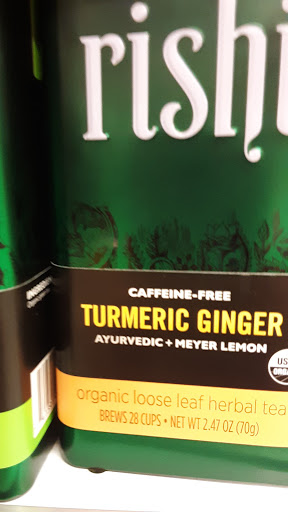 rishi
CAFFEINE-FREE
TURMERIC GINGER
AYURVEDIC + MEYER LEMON
organic loose leaf herbal tea
BREWS 28 CUPS • NET WT 2.47 OZ (70g)